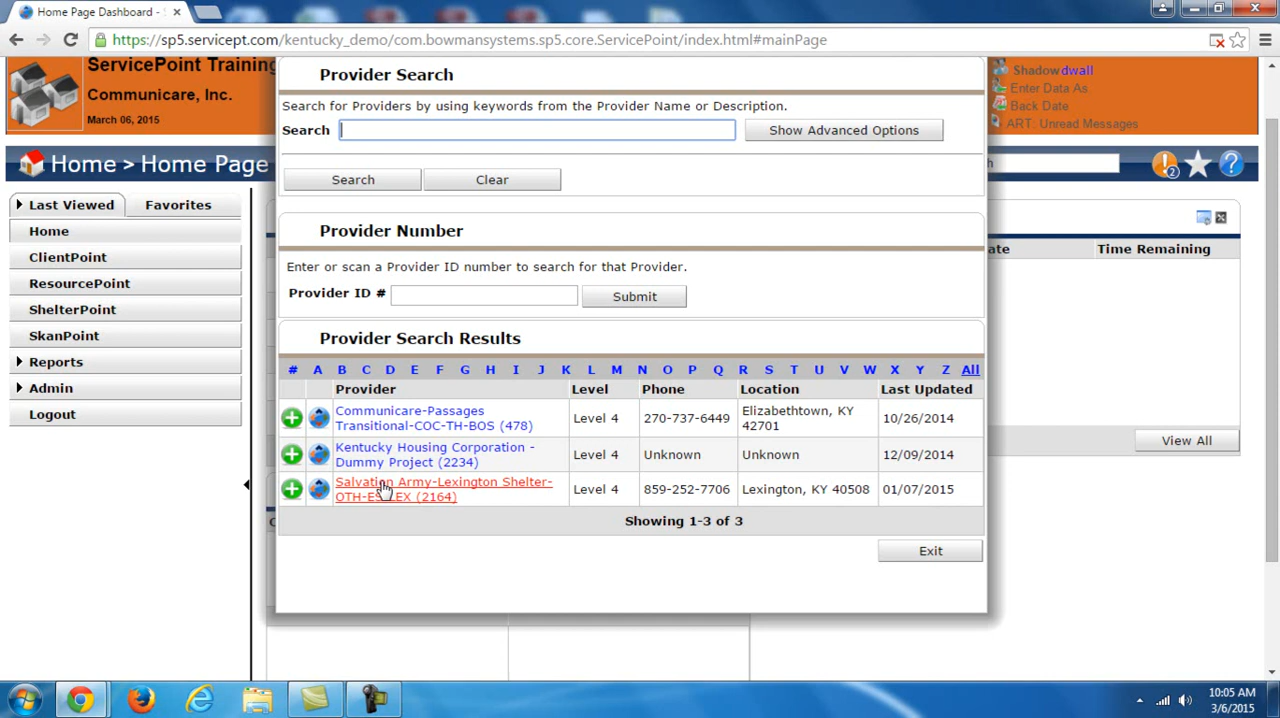 Home Page Dashboard - S
https://sp5.servicept.com/kentucky_demo/com.bowmansystems.sp5.core.ServicePoint/index.html#mainPage
ServicePoint Training
Communicare, Inc.
March 06, 2015
Shadow dwall
Enter Data As
Back Date
ART: Unread Messages
Home > Home Page
2
Last Viewed
Favorites
Home
ClientPoint
ResourcePoint
ShelterPoint
SkanPoint
Reports
Admin
Logout
Provider Search
Search for Providers by using keywords from the Provider Name or Description.
Search
Show Advanced Options
Search Clear
Provider Number
Enter or scan a Provider ID number to search for that Provider.
Provider ID # Submit
Provider Search Results
# A B C D E F G H I J K L M N O P Q R S T U V W X Y Z All
Provider Level Phone Location Last Updated
Communicare-Passages
Transitional-COC-TH-BOS (478)
Level 4
270-737-6449
Elizabethtown, KY
42701
10/26/2014
Kentucky Housing Corporation -
Dummy Project (2234)
Level 4
Unknown
Unknown
12/09/2014
Salvation Army-Lexington Shelter-
OTH-ES-LEX (2164)
Level 4
859-252-7706
Lexington, KY 40508
01/07/2015
Showing 1-3 of 3
Exit
Time Remaining
View All
10:05 AM
3/6/2015